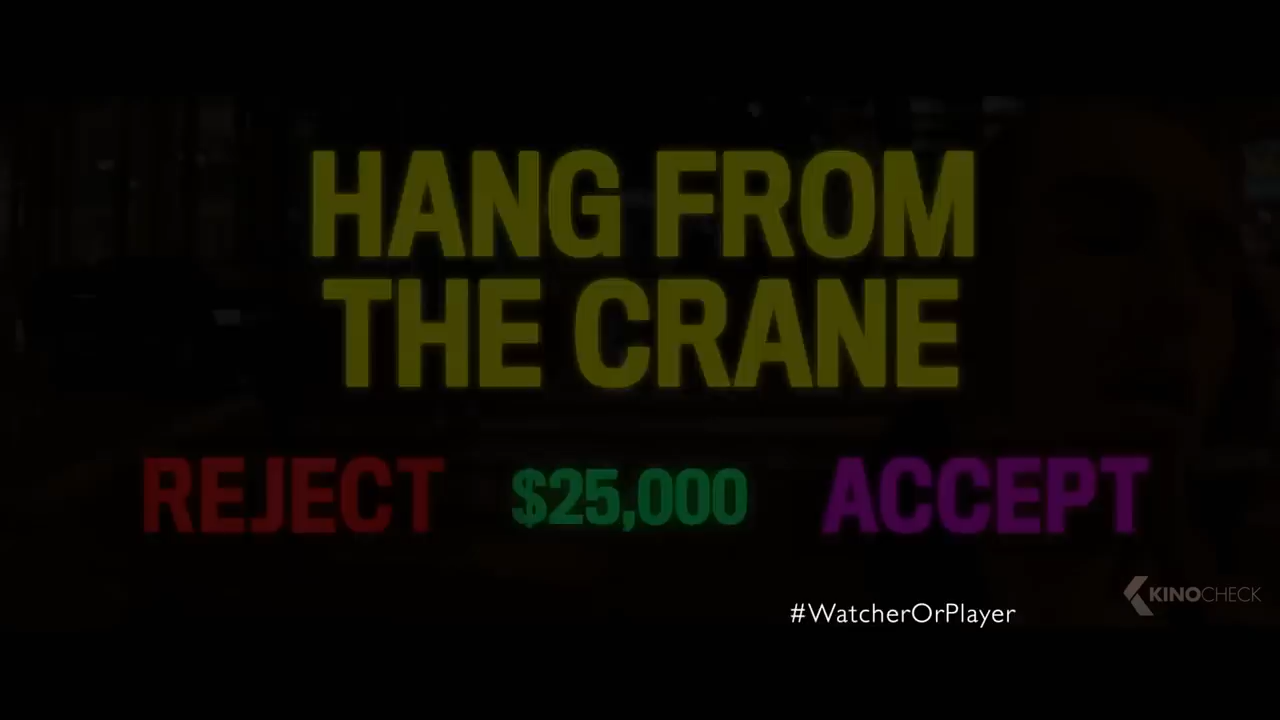 HANG FROM
THE CRANE
REJECT $25,000 ACCEPT
KINOCHECK
#WatcherOrPlayer